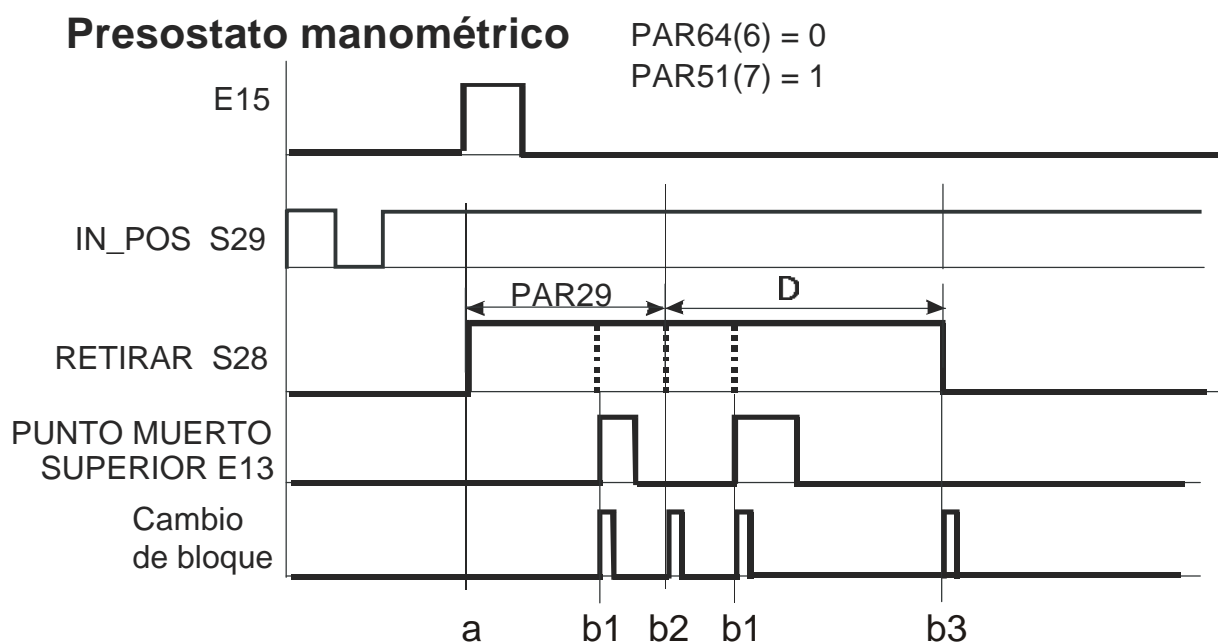 Presostato manométrico
PAR64(6) = 0
PAR51(7) = 1
E15
IN_POS S29
PAR29
D
RETIRAR S28
PUNTO MUERTO
SUPERIOR E13
Cambio
de bloque
a
b1
b2
b1
b3